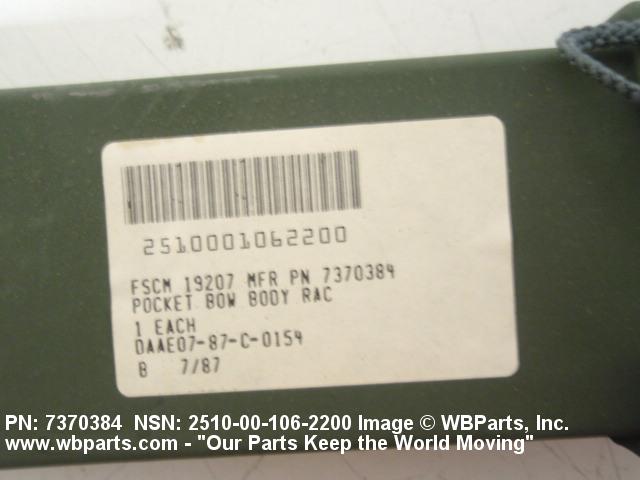 2510001062200
FSCM 19207 MFR PN 7370384
POCKET BOW BODY RAC
1 EACH
DAAE07-87-C-0154
B 7/87
PN: 7370384 NSN: 2510-00-106-2200 Image © WBParts, Inc.
www.wbparts.com - "Our Parts Keep the World Moving"